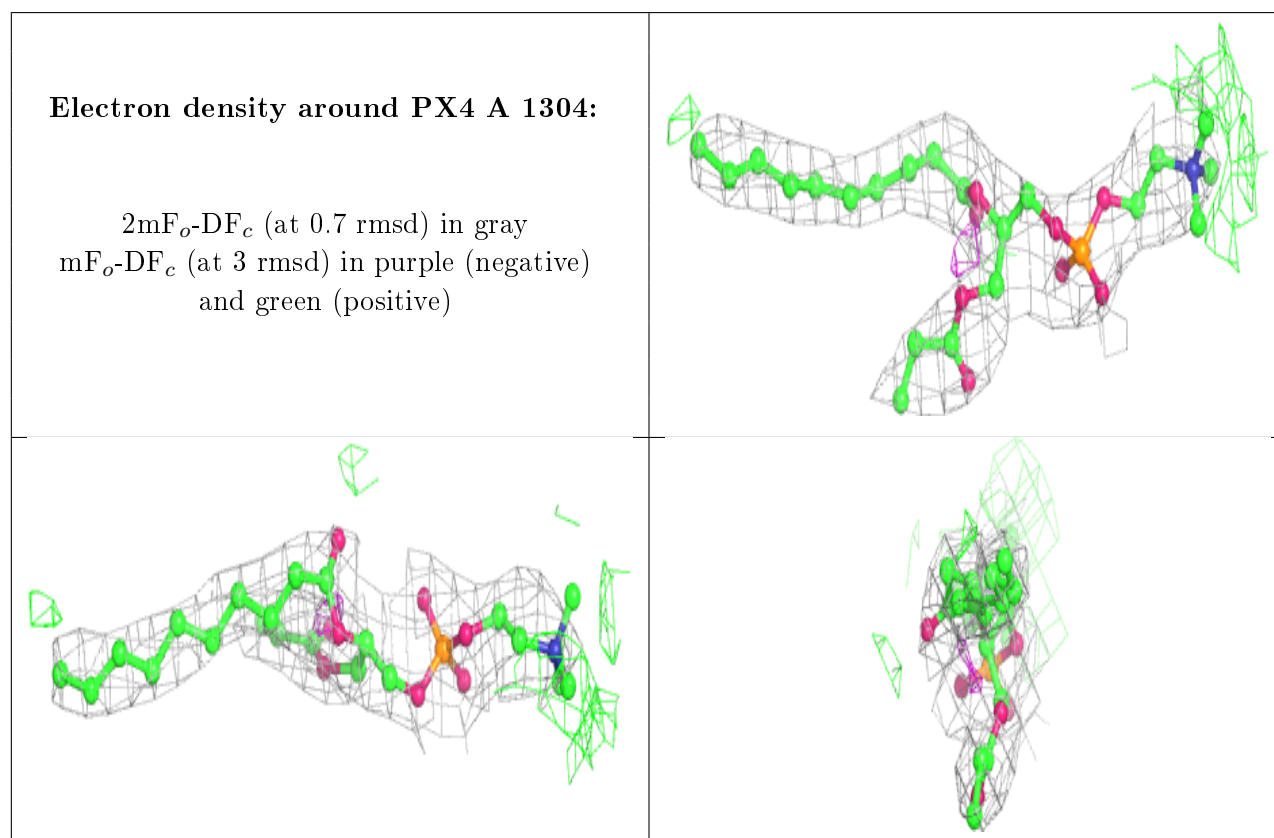 Electron density around PX4 A 1304:
2mFo-DFc (at 0.7 rmsd) in gray
mFo-DFc (at 3 rmsd) in purple (negative)
and green (positive)